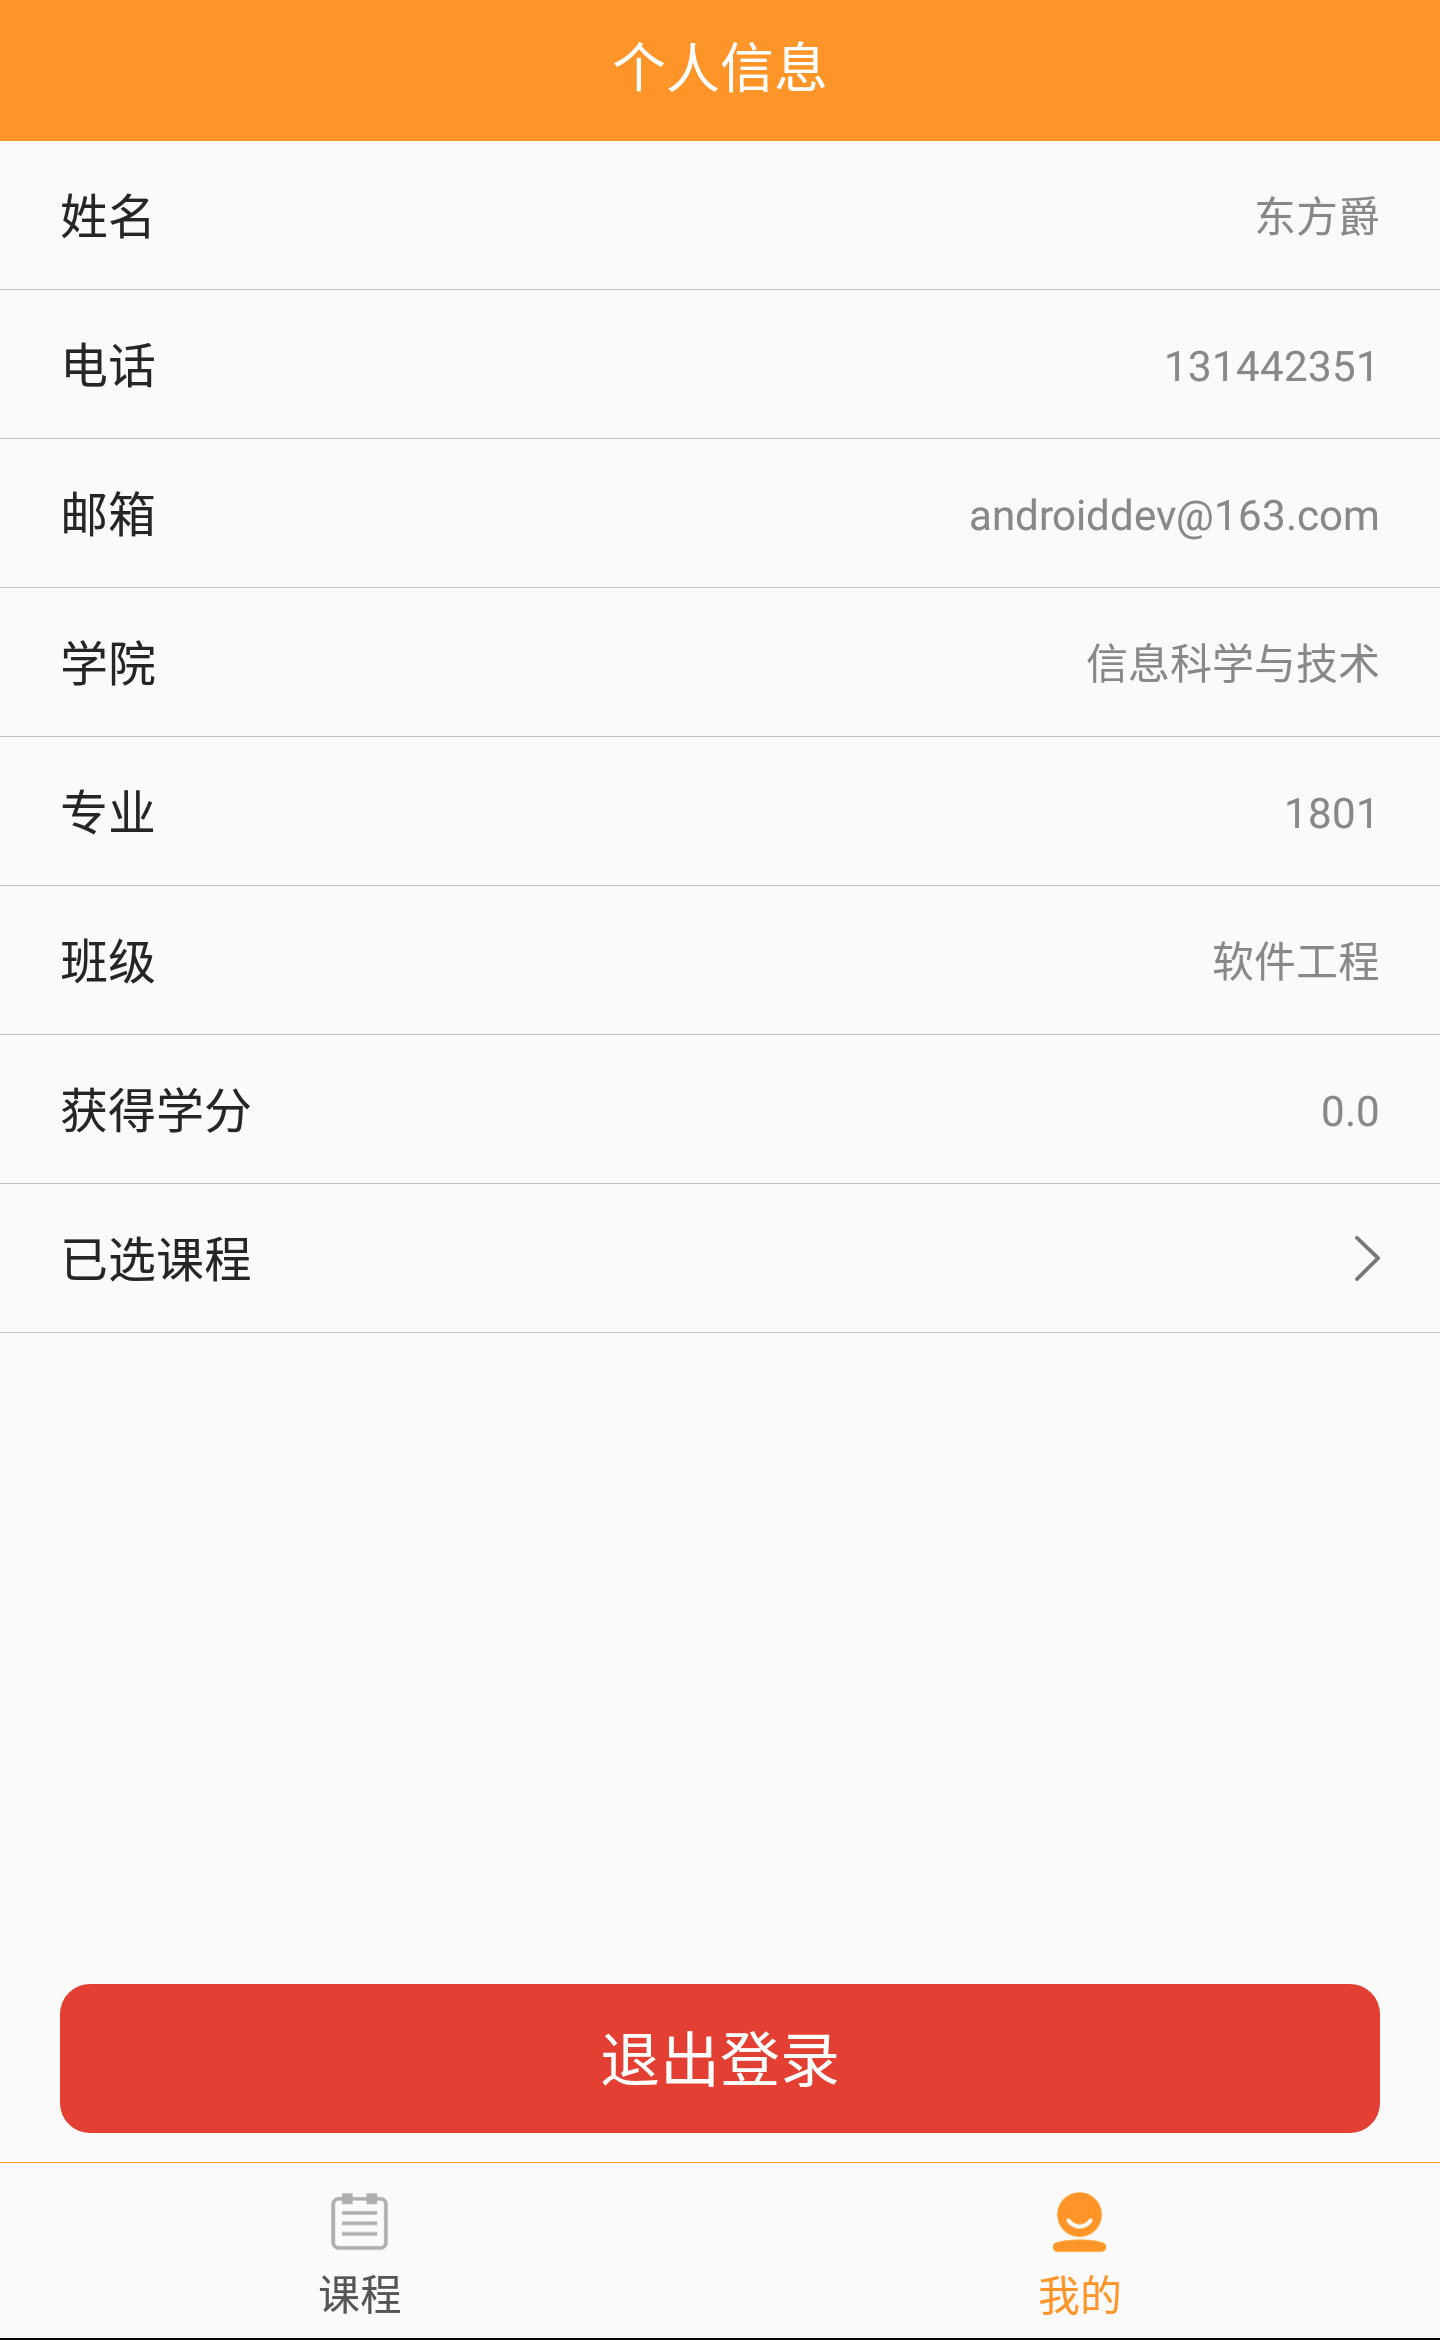 个人信息
姓名 东方爵
电话 131442351
邮箱 androiddev@163.com
学院 信息科学与技术
专业 1801
班级 软件工程
获得学分 0.0
已选课程
退出登录
课程 我的